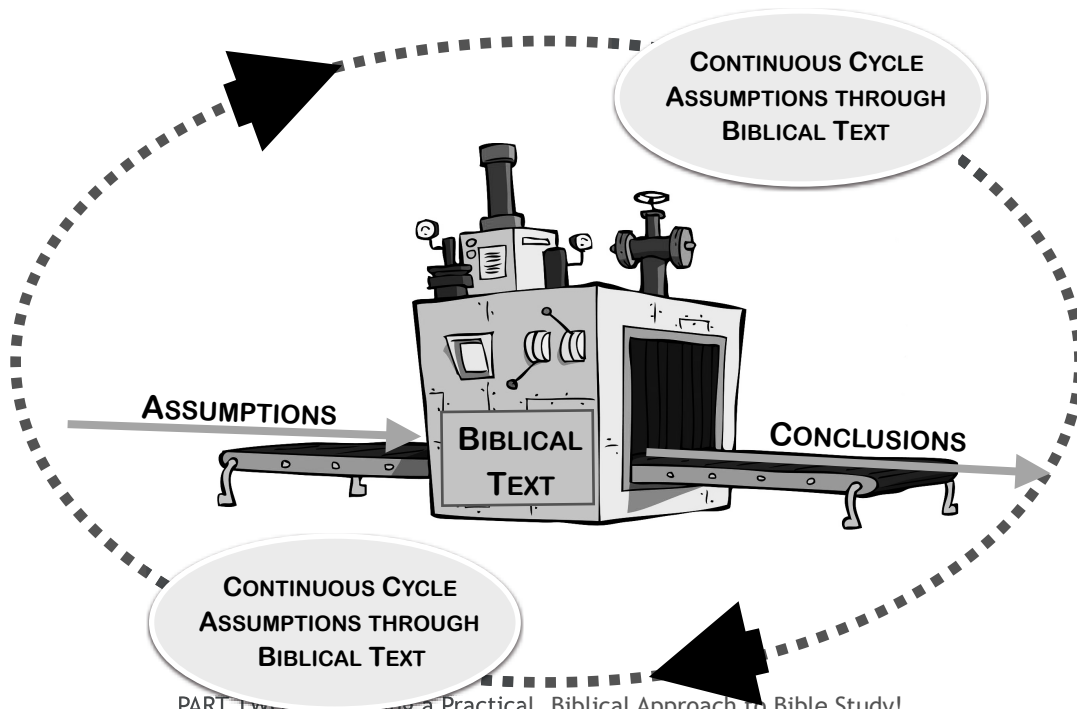 CONTINUOUS CYCLE
ASSUMPTIONS THROUGH
BIBLICAL TEXT
ASSUMPTIONS
BIBLICAL
TEXT
CONCLUSIONS
CONTINUOUS CYCLE
ASSUMPTIONS THROUGH
BIBLICAL TEXT
PART a Practical, Biblical Approach to Bible Study!